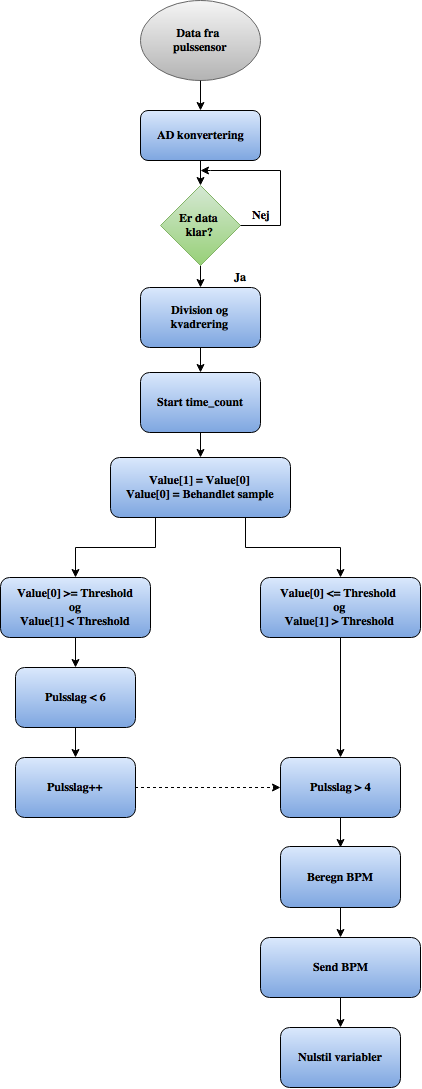 Data fra
pulssensor
AD konvertering
Er data
klar?
Nej
Ja
Division og
kvadrering
Start time_count
Value[1] = Value[0]
Value[0] = Behandlet sample
Value[0] >= Threshold
og
Value[1] < Threshold
Value[0] <= Threshold
og
Value[1] > Threshold
Pulsslag < 6
Pulsslag++
Pulsslag > 4
Beregn BPM
Send BPM
Nulstil variabler